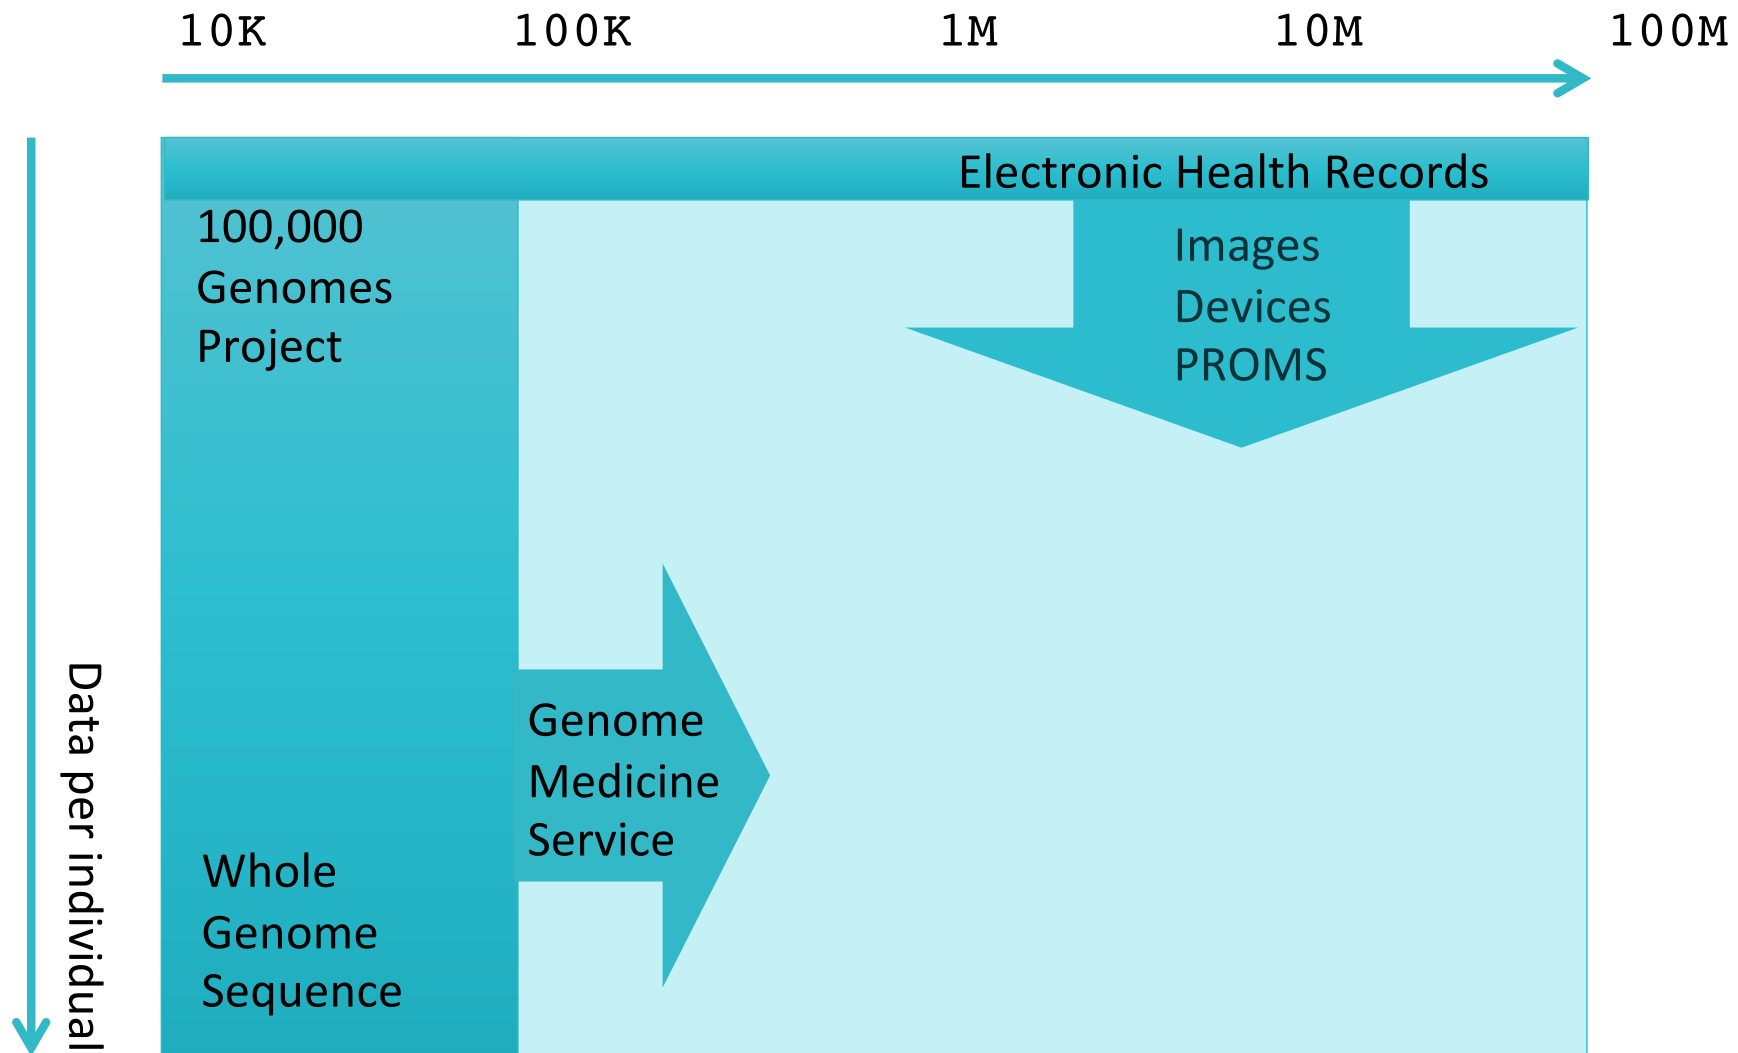 10K 100K 1M 10M 100M
Electronic Health Records
100,000
Genomes
Project
Images
Devices
PROMS
Genome
Medicine
Service
Whole
Genome
Sequence
Data per individual